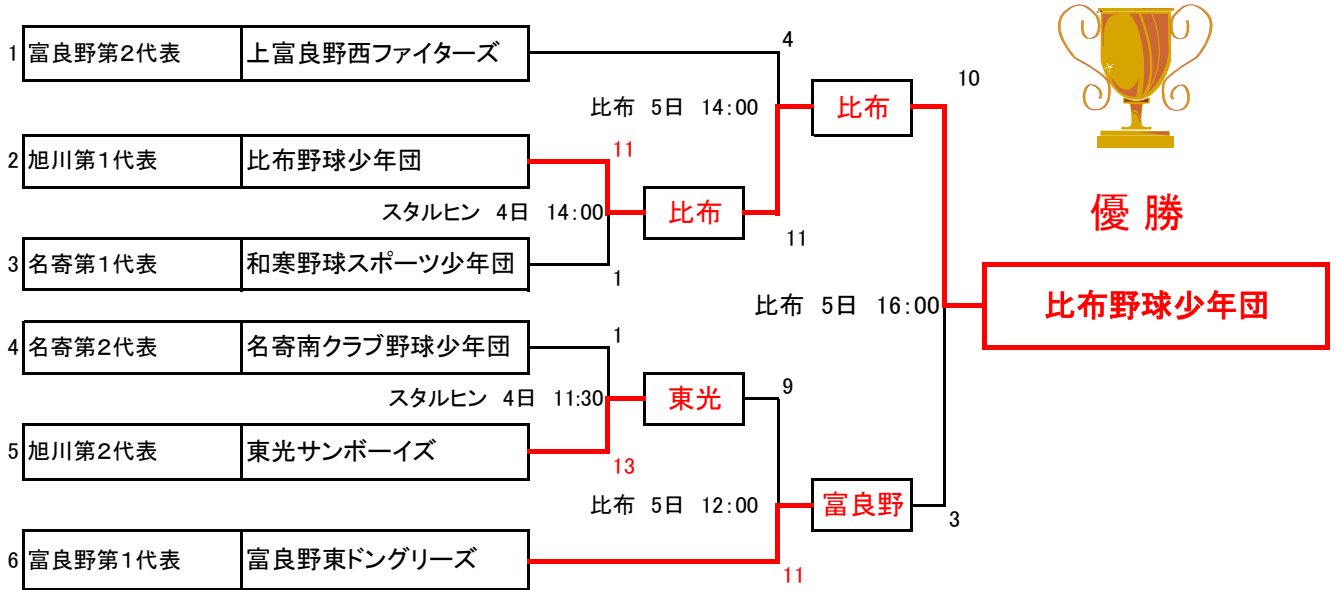 1 富良野第2代表 上富良野西ファイターズ
4
10
比布 5日 14:00
比布
2 旭川第1代表 比布野球少年団
11
スタルヒン 4日 14:00
比布
優 勝
11
3 名寄第1代表 和寒野球スポーツ少年団
1
比布 5日 16:00
比布野球少年団
4 名寄第2代表 名寄南クラブ野球少年団
1
スタルヒン 4日 11:30
東光
9
5 旭川第2代表 東光サンボーイズ
13
比布 5日 12:00
富良野
3
6 富良野第1代表 富良野東ドングリーズ
11